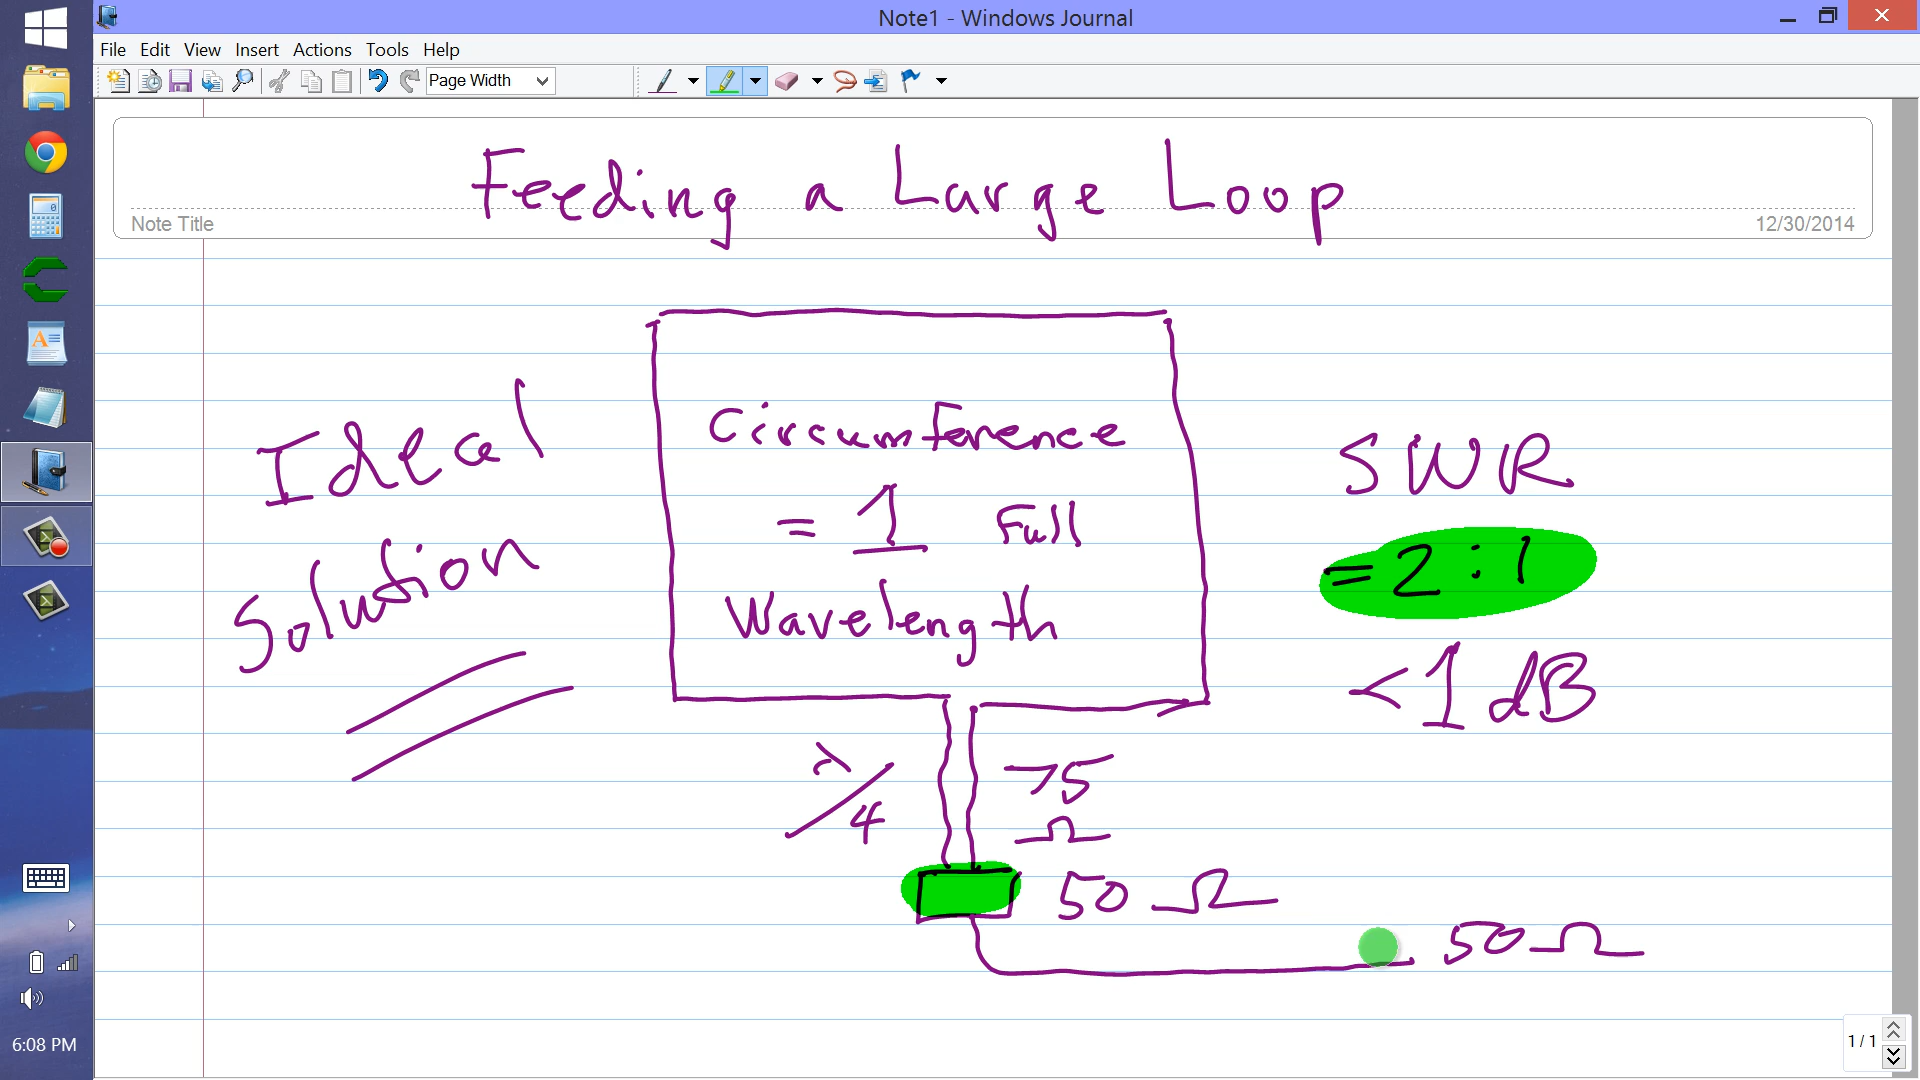 Note1 - Windows Journal
File Edit View Insert Actions Tools Help
Page Width
Feeding a Large Loop
Note Title
12/30/2014
Ideal
Solution
Circumference
= 1 Full
Wavelength
SWR
= 2 : 1
< 1 dB
λ/4
75
Ω
50 Ω
50 Ω
6:08 PM
1 / 1